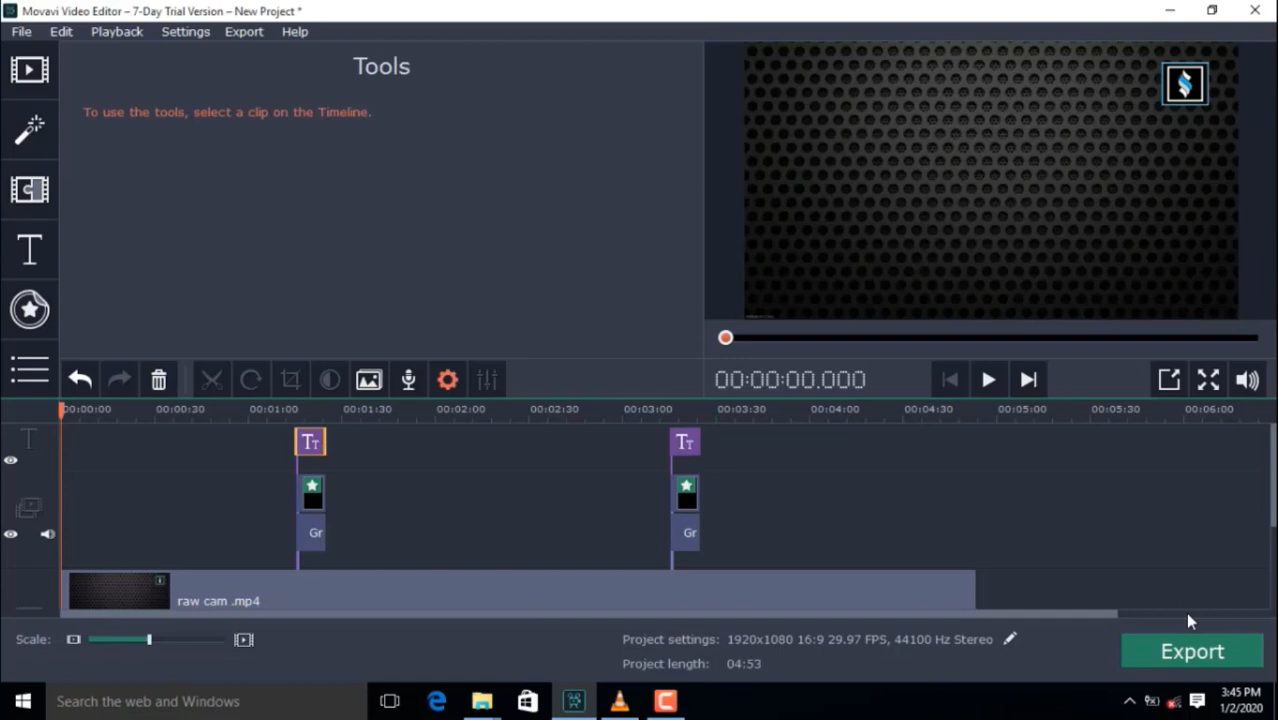 Movavi Video Editor – 7-Day Trial Version – New Project *
File Edit Playback Settings Export Help
Tools
To use the tools, select a clip on the Timeline.
00:00:00.000
00:00:00 00:00:30 00:01:00 00:01:30 00:02:00 00:02:30 00:03:00 00:03:30 00:04:00 00:04:30 00:05:00 00:05:30 00:06:00
Gr Gr
raw cam .mp4
Scale:
Project settings: 1920x1080 16:9 29.97 FPS, 44100 Hz Stereo
Project length: 04:53
Export
Search the web and Windows
3:45 PM
1/2/2020